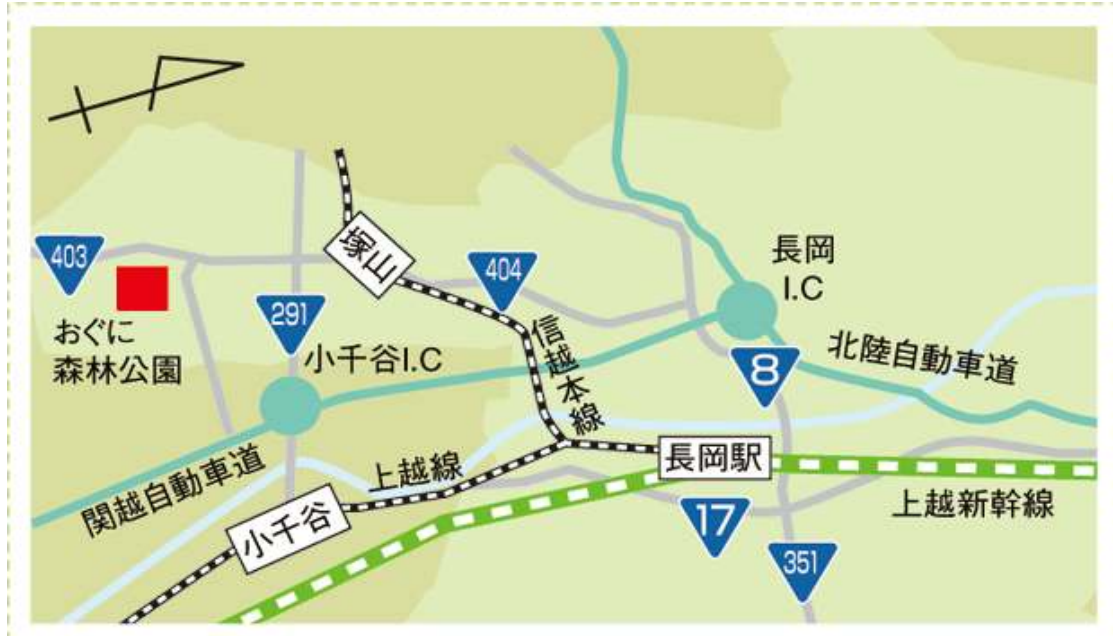 403
おぐに
森林公園
291
小千谷I.C
塚山
404
信越本線
長岡
I.C
8
北陸自動車道
関越自動車道
上越線
小千谷
長岡駅
17
351
上越新幹線